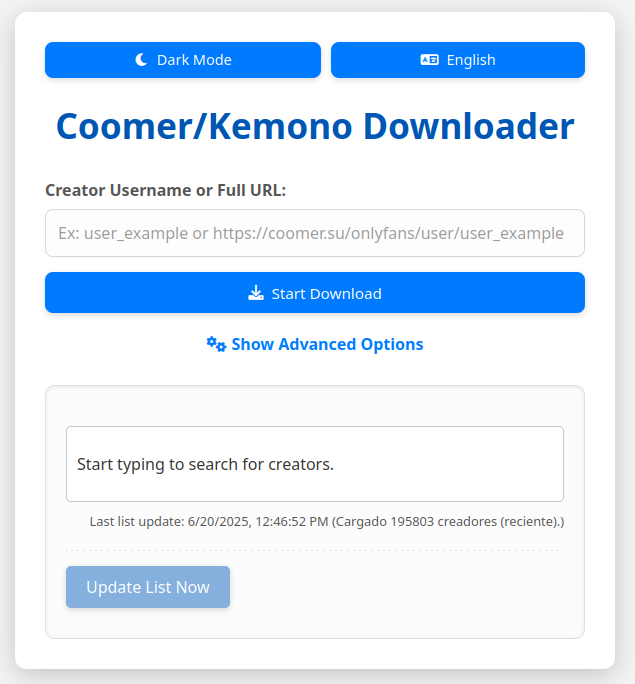 Dark Mode
English
Coomer/Kemono Downloader
Creator Username or Full URL:
Ex: user_example or https://coomer.su/onlyfans/user/user_example
Start Download
Show Advanced Options
Start typing to search for creators.
Last list update: 6/20/2025, 12:46:52 PM (Cargado 195803 creadores (reciente).)
Update List Now